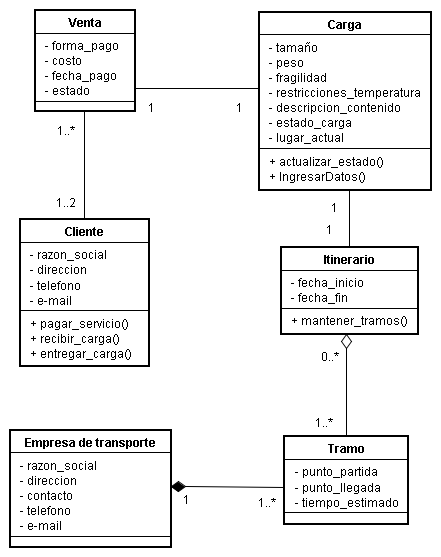 Venta
- forma_pago
- costo
- fecha_pago
- estado
Carga
- tamaño
- peso
- fragilidad
- restricciones_temperatura
- descripcion_contenido
- estado_carga
- lugar_actual
+ actualizar_estado()
+ IngresarDatos()
1
1
1..*
1..2
Cliente
- razon_social
- direccion
- telefono
- e-mail
+ pagar_servicio()
+ recibir_carga()
+ entregar_carga()
1
1
Itinerario
- fecha_inicio
- fecha_fin
+ mantener_tramos()
0..*
1..*
Empresa de transporte
- razon_social
- direccion
- contacto
- telefono
- e-mail
1
1..*
Tramo
- punto_partida
- punto_llegada
- tiempo_estimado